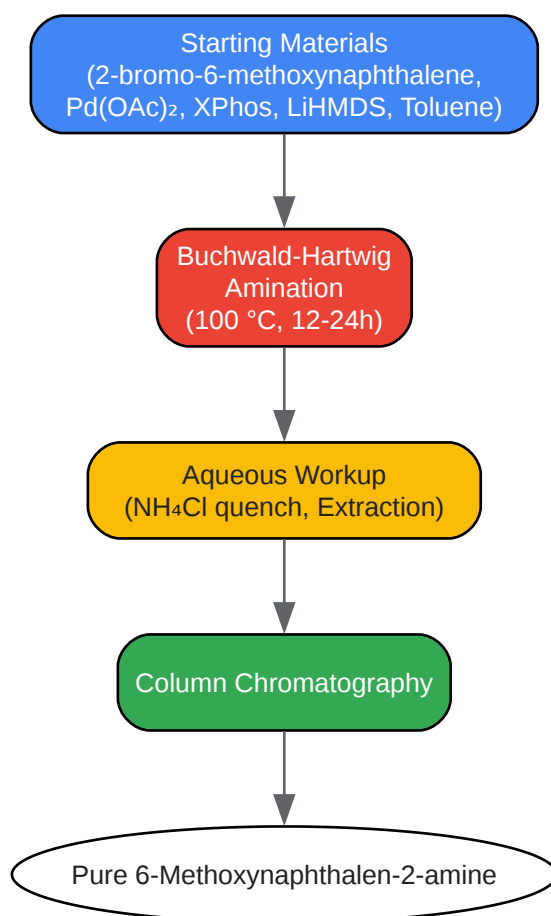 Starting Materials
(2-bromo-6-methoxynaphthalene,
Pd(OAc)₂, XPhos, LiHMDS, Toluene)
Buchwald-Hartwig
Amination
(100 °C, 12-24h)
Aqueous Workup
(NH₄Cl quench, Extraction)
Column Chromatography
Pure 6-Methoxynaphthalen-2-amine